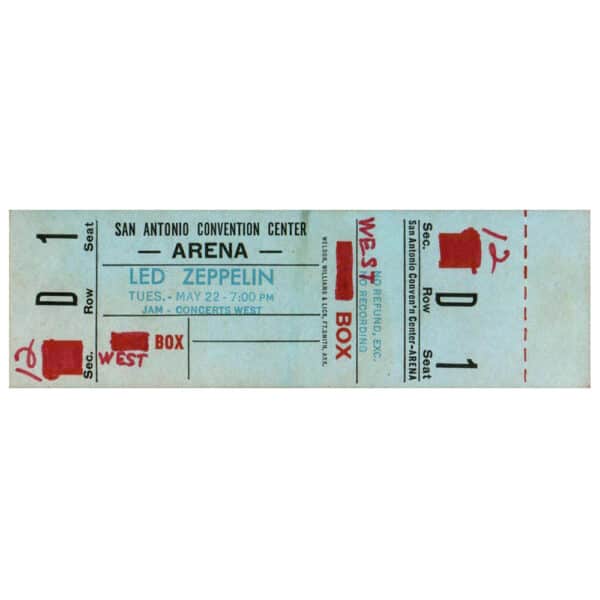 1 Seat
D Row
12 Sec.
SAN ANTONIO CONVENTION CENTER
— ARENA —
LED ZEPPELIN
TUES. - MAY 22 - 7:00 PM
JAM - CONCERTS WEST
BOX
WEST
WELDON, WILLIAMS & LICK, FT. SMITH, ARK.
BOX
WEST
NO REFUND, EXC.
NO RECORDING
San Antonio Conven'n Center-ARENA
Sec. 12
Row D
Seat 1